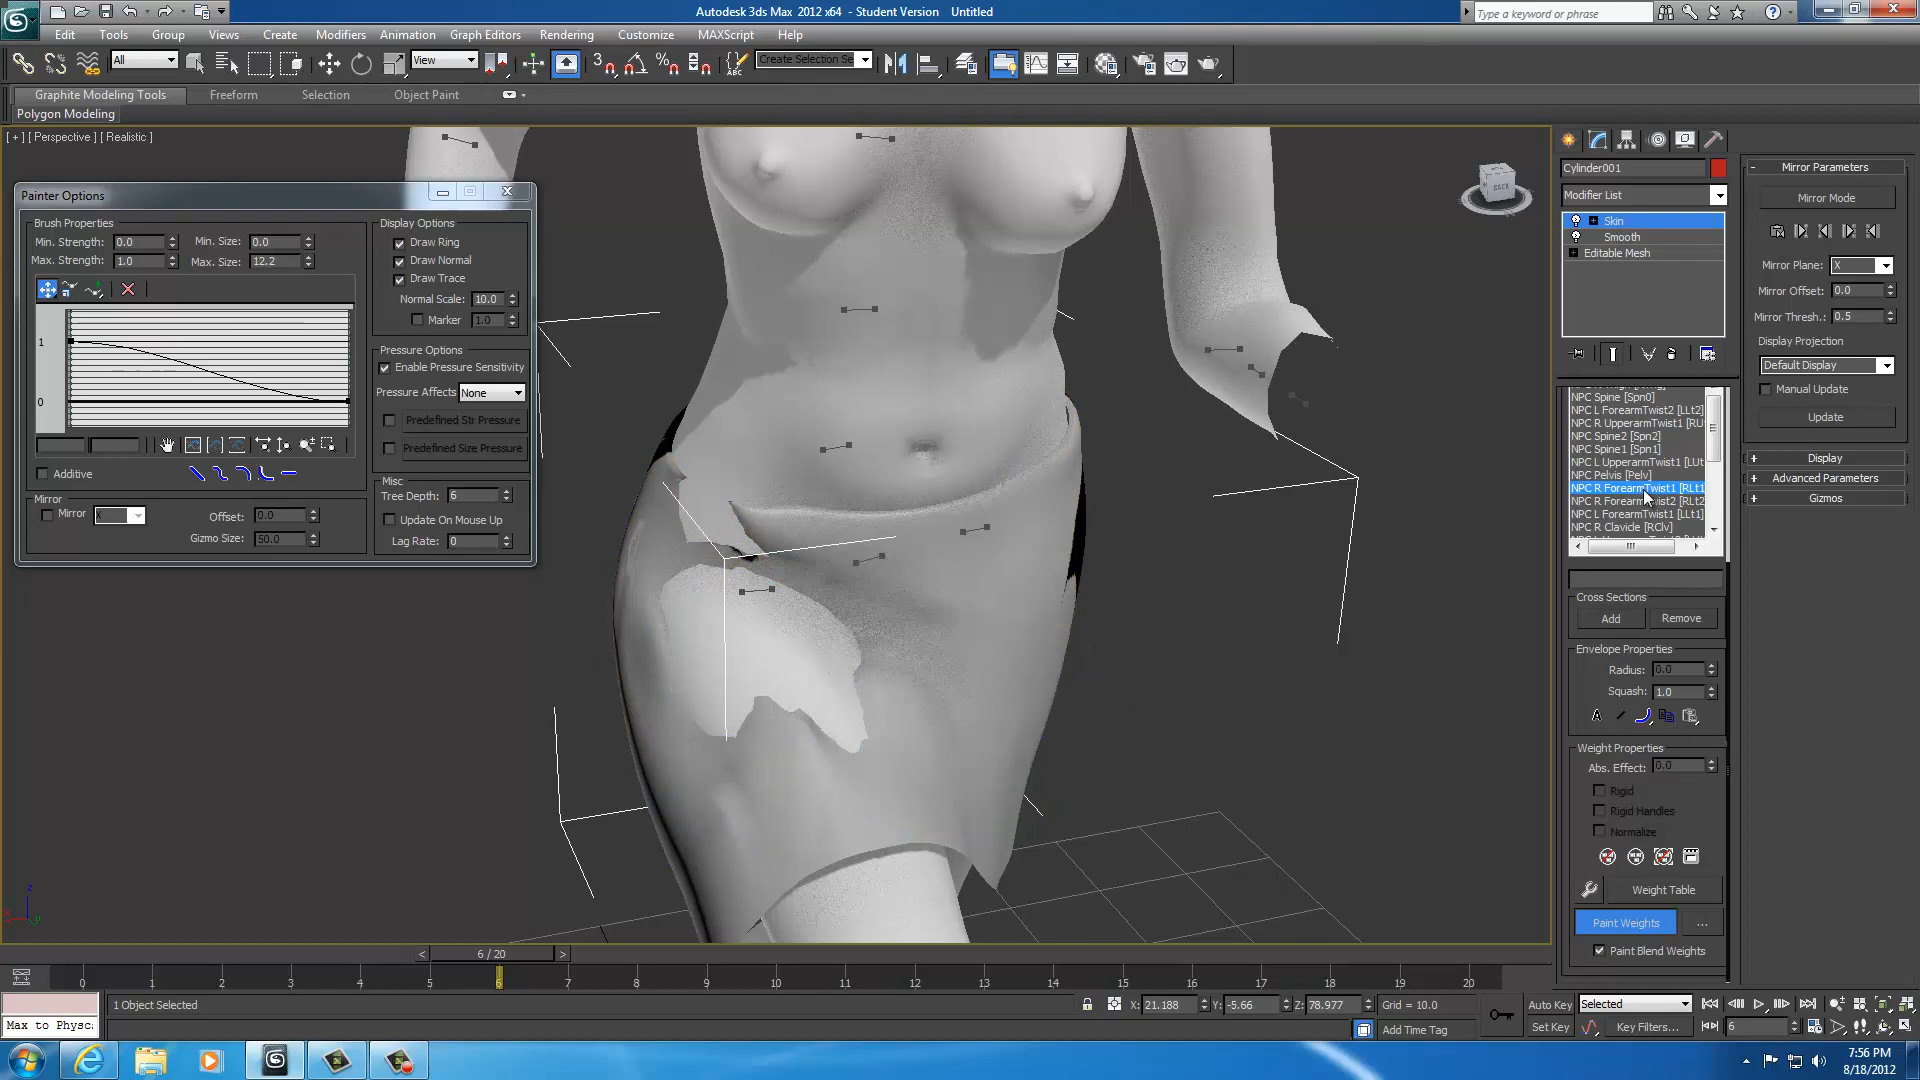 Autodesk 3ds Max 2012 x64 - Student Version Untitled
Type a keyword or phrase
Edit Tools Group Views Create Modifiers Animation Graph Editors Rendering Customize MAXScript Help
All View Create Selection Se
Graphite Modeling Tools Freeform Selection Object Paint
Polygon Modeling
[ + ] [ Perspective ] [ Realistic ]
BACK
Painter Options
Brush Properties
Min. Strength: 0.0 Min. Size: 0.0
Max. Strength: 1.0 Max. Size: 12.2
1
0
Additive
Mirror
Mirror X Offset: 0.0
Gizmo Size: 50.0
Display Options
Draw Ring
Draw Normal
Draw Trace
Normal Scale: 10.0
Marker 1.0
Pressure Options
Enable Pressure Sensitivity
Pressure Affects None
Predefined Str Pressure
Predefined Size Pressure
Misc
Tree Depth: 6
Update On Mouse Up
Lag Rate: 0
Cylinder001
Modifier List
Skin
Smooth
Editable Mesh
NPC Spine [Spn0]
NPC L ForearmTwist2 [LLt2]
NPC R UpperarmTwist1 [RU
NPC Spine2 [Spn2]
NPC Spine1 [Spn1]
NPC L UpperarmTwist1 [LUt
NPC Pelvis [Pelv]
NPC R ForearmTwist1 [RLt1
NPC R ForearmTwist2 [RLt2
NPC L ForearmTwist1 [LLt1]
NPC R Clavicle [RClv]
Cross Sections
Add Remove
Envelope Properties
Radius: 0.0
Squash: 1.0
Weight Properties
Abs. Effect: 0.0
Rigid
Rigid Handles
Normalize
Weight Table
Paint Weights ...
Paint Blend Weights
Mirror Parameters
Mirror Mode
Mirror Plane: X
Mirror Offset: 0.0
Mirror Thresh.: 0.5
Display Projection
Default Display
Manual Update
Update
+ Display
+ Advanced Parameters
+ Gizmos
z
x
y
< 6 / 20 >
0 1 2 3 4 5 6 7 8 9 10 11 12 13 14 15 16 17 18 19 20
1 Object Selected
X: 21.188 Y: -5.66 Z: 78.977 Grid = 10.0
Auto Key Selected
Max to Physc:
Add Time Tag
Set Key Key Filters... 6
7:56 PM
8/18/2012